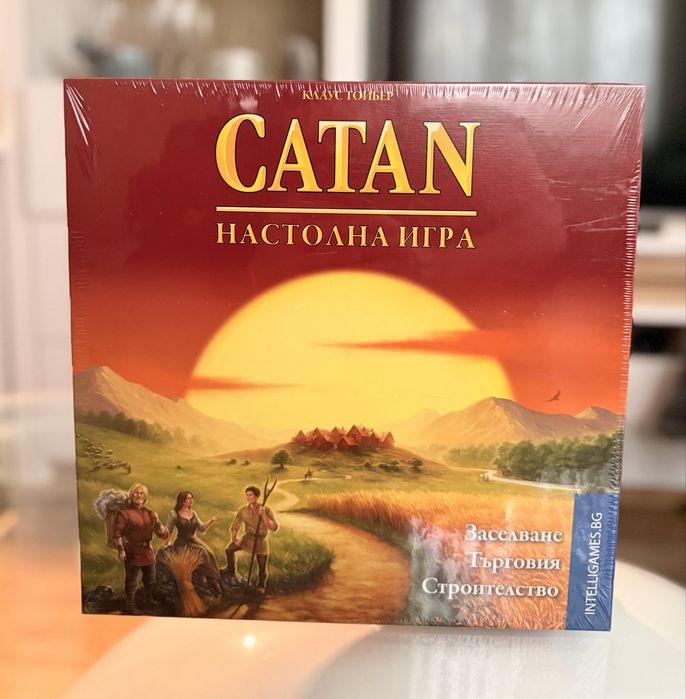 КЛАУС ТОЙБЕР
CATAN
НАСТОЛНА ИГРА
Заселване
Търговия
Строителство
INTELLIGAMES.BG